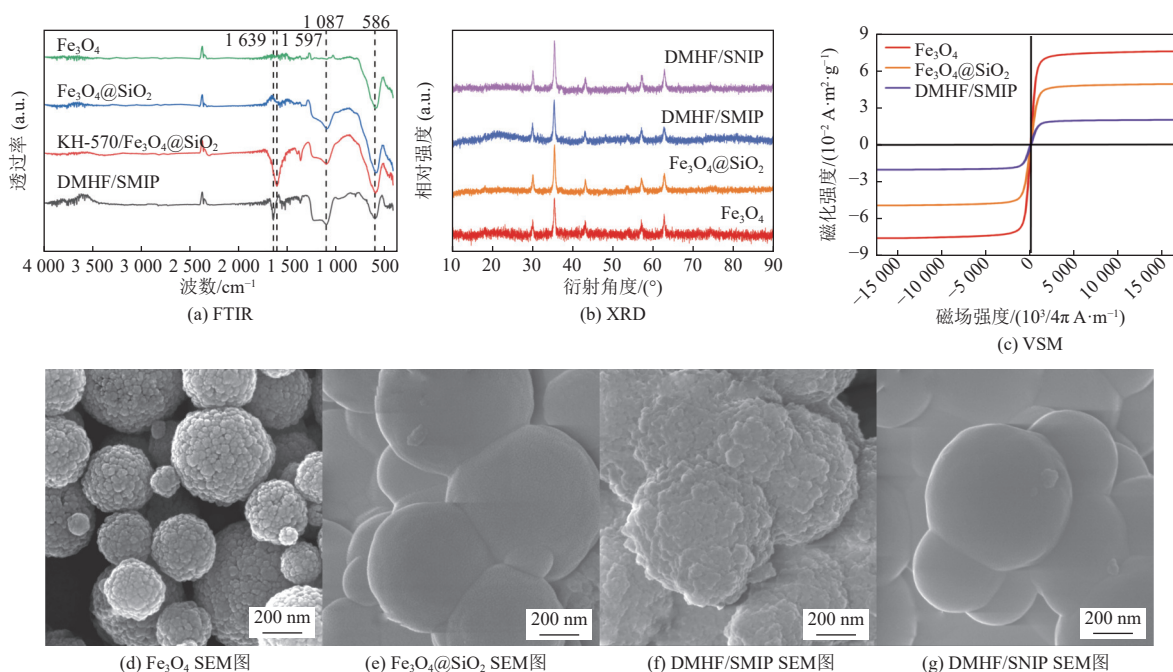 1 087 586
1 639 1 597
Fe₃O₄
Fe₃O₄@SiO₂
KH-570/Fe₃O₄@SiO₂
DMHF/SMIP
透过率 (a.u.)
4 000 3 500 2 500 2 000 1 500 1 000 500
波数/cm⁻¹
(a) FTIR
DMHF/SNIP
DMHF/SMIP
Fe₃O₄@SiO₂
Fe₃O₄
相对强度 (a.u.)
10 20 30 40 50 60 70 80 90
衍射角度/(°)
(b) XRD
9
6
3
0
−3
−6
−9
Fe₃O₄
Fe₃O₄@SiO₂
DMHF/SMIP
磁化强度/(10⁻² A·m²·g⁻¹)
−15 000 −10 000 −5 000 0 5 000 10 000 15 000
磁场强度/(10³/4π A·m⁻¹)
(c) VSM
200 nm
200 nm
200 nm
200 nm
(d) Fe₃O₄ SEM图
(e) Fe₃O₄@SiO₂ SEM图
(f) DMHF/SMIP SEM图
(g) DMHF/SNIP SEM图